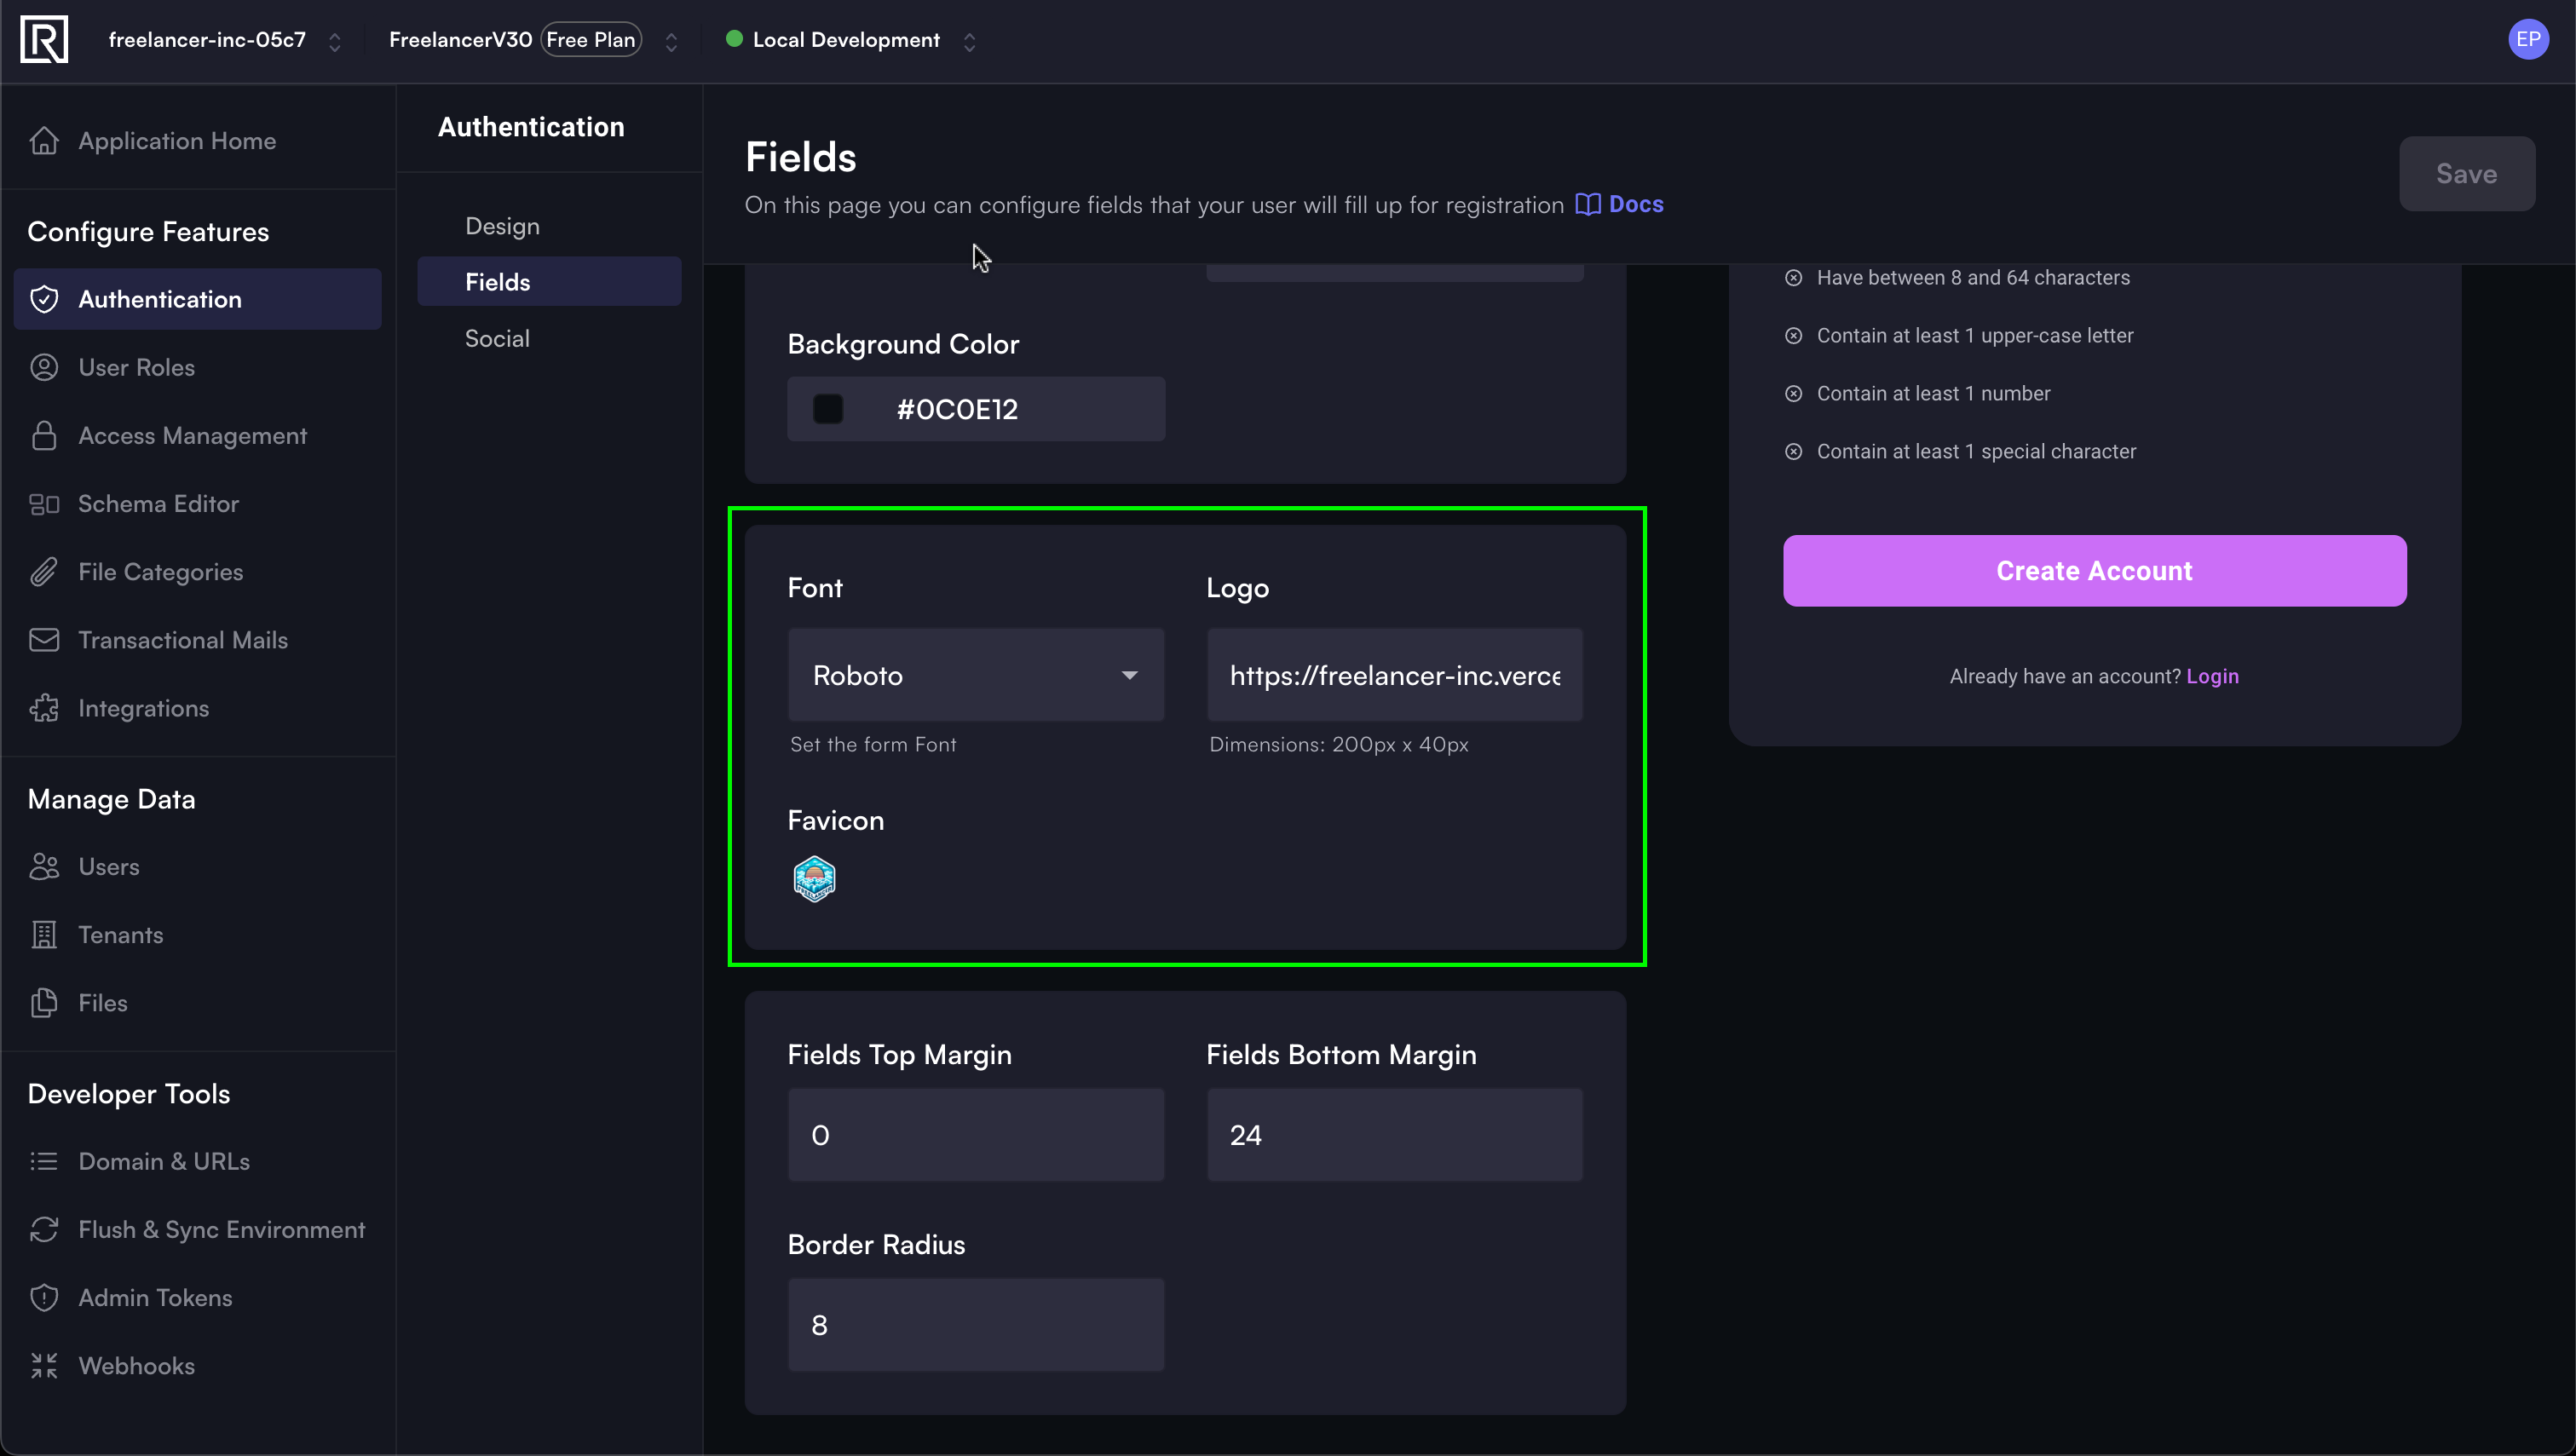 freelancer-inc-05c7
FreelancerV30 Free Plan
Local Development
EP
Application Home
Configure Features
Authentication
User Roles
Access Management
Schema Editor
File Categories
Transactional Mails
Integrations
Manage Data
Users
Tenants
Files
Developer Tools
Domain & URLs
Flush & Sync Environment
Admin Tokens
Webhooks
Authentication
Design
Fields
Social
Fields
On this page you can configure fields that your user will fill up for registration Docs
Save
Background Color
#0C0E12
Font
Logo
Roboto
https://freelancer-inc.verce
Set the form Font
Dimensions: 200px x 40px
Favicon
Fields Top Margin
Fields Bottom Margin
0
24
Border Radius
8
Have between 8 and 64 characters
Contain at least 1 upper-case letter
Contain at least 1 number
Contain at least 1 special character
Create Account
Already have an account? Login